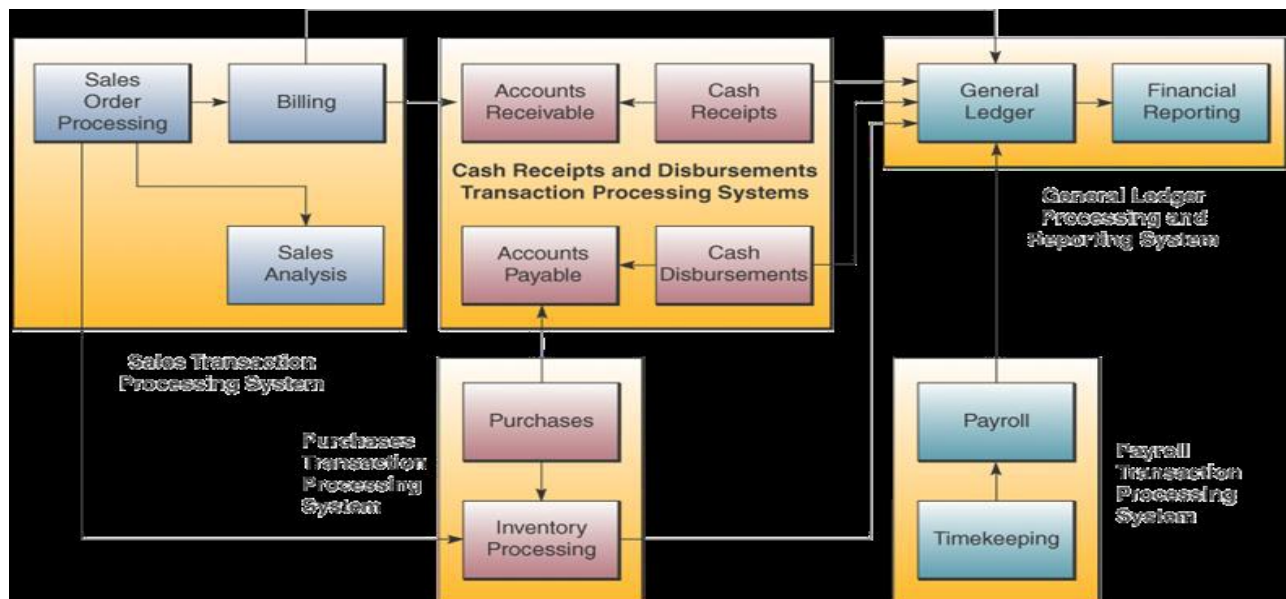 Sales
Order
Processing
Billing
Sales
Analysis
Sales Transaction
Processing System
Accounts
Receivable
Cash
Receipts
Cash Receipts and Disbursements
Transaction Processing Systems
Accounts
Payable
Cash
Disbursements
General
Ledger
Financial
Reporting
General Ledger
Processing and
Reporting System
Purchases
Transaction
Processing
System
Purchases
Inventory
Processing
Payroll
Timekeeping
Payroll
Transaction
Processing
System